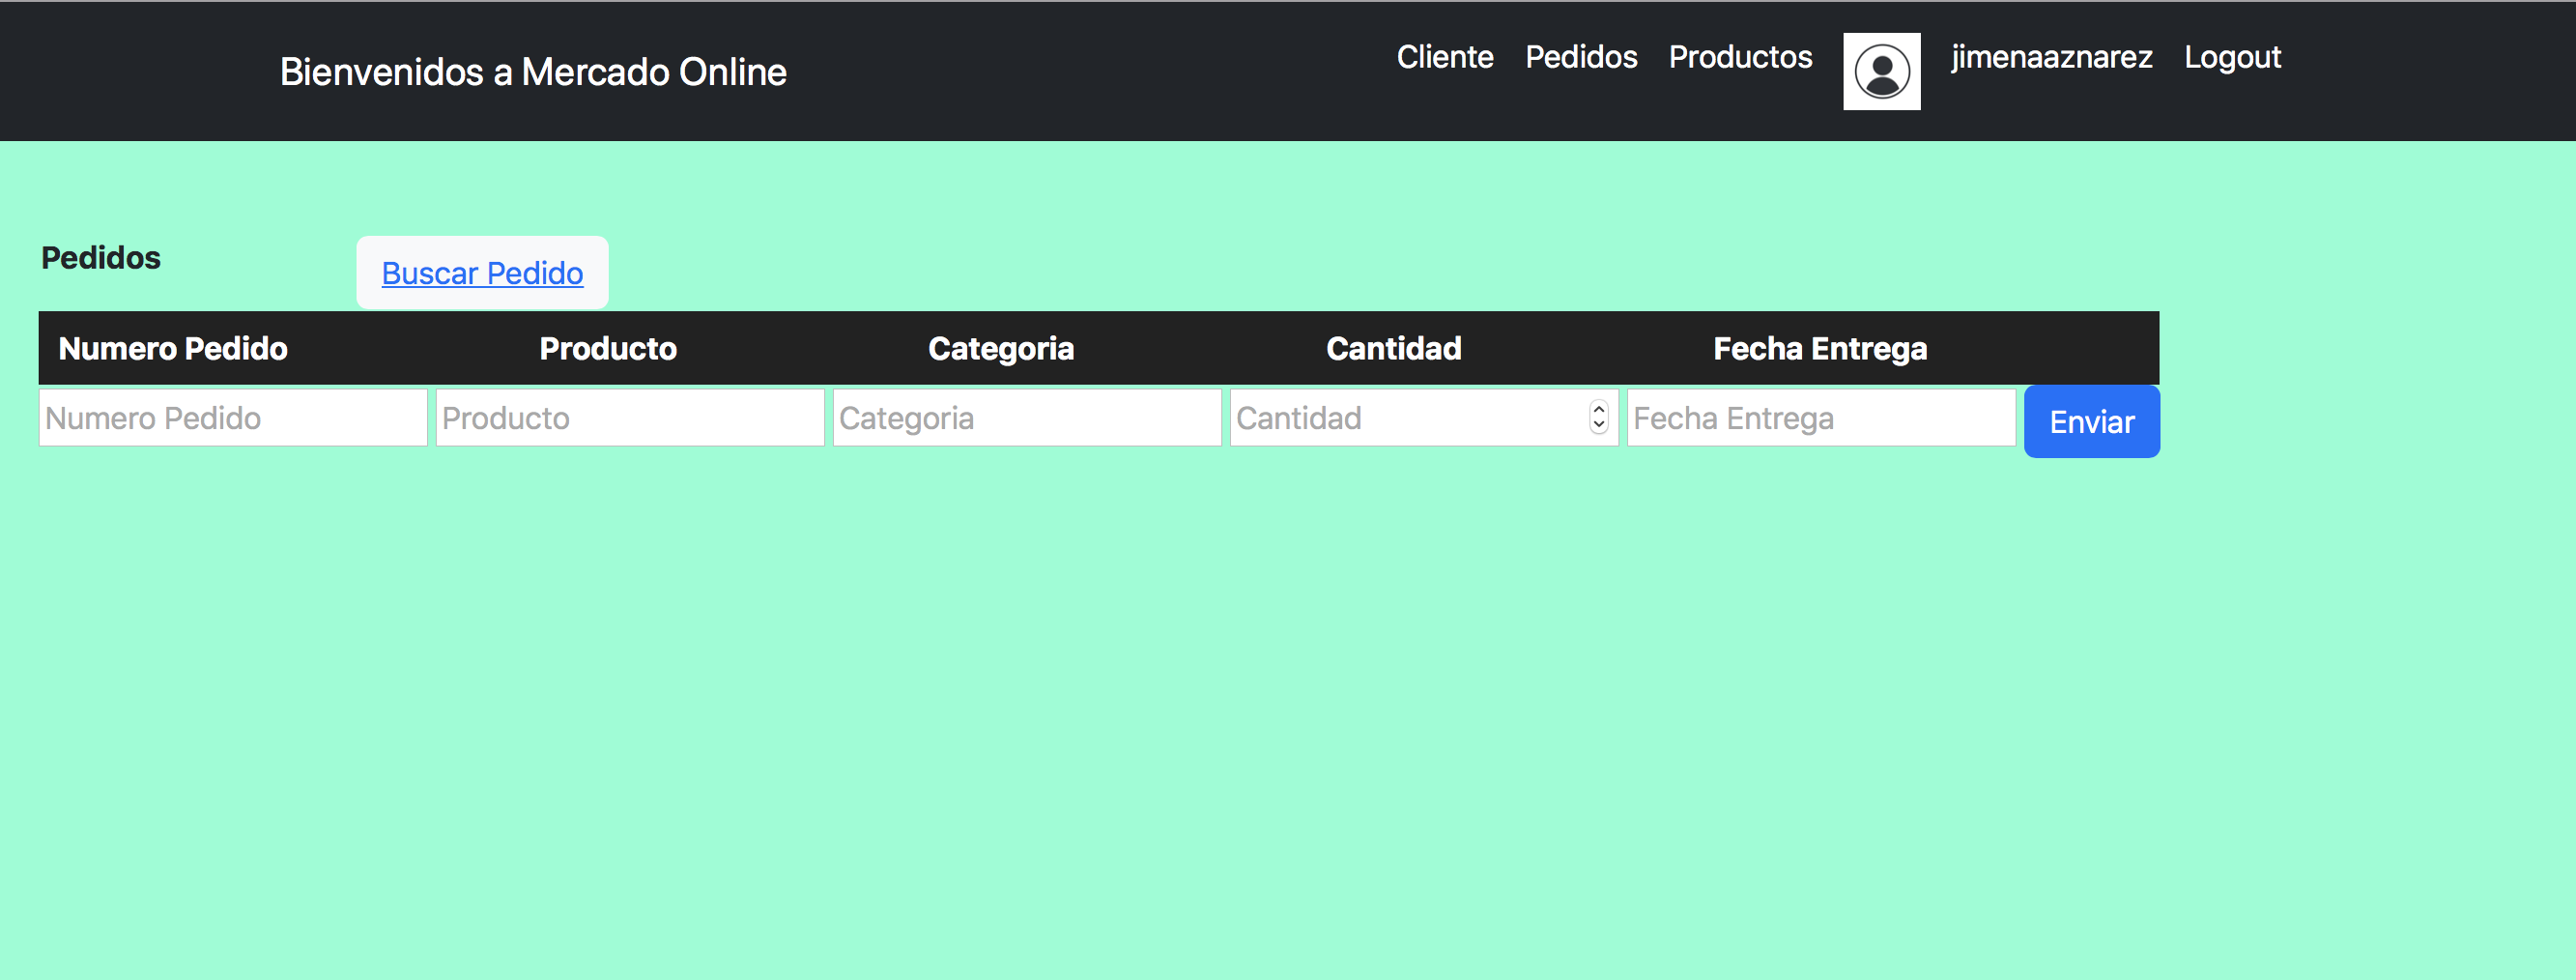 Bienvenidos a Mercado Online
Cliente Pedidos Productos jimenaaznarez Logout
Pedidos
Buscar Pedido
Numero Pedido Producto Categoria Cantidad Fecha Entrega
Numero Pedido Producto Categoria Cantidad Fecha Entrega Enviar